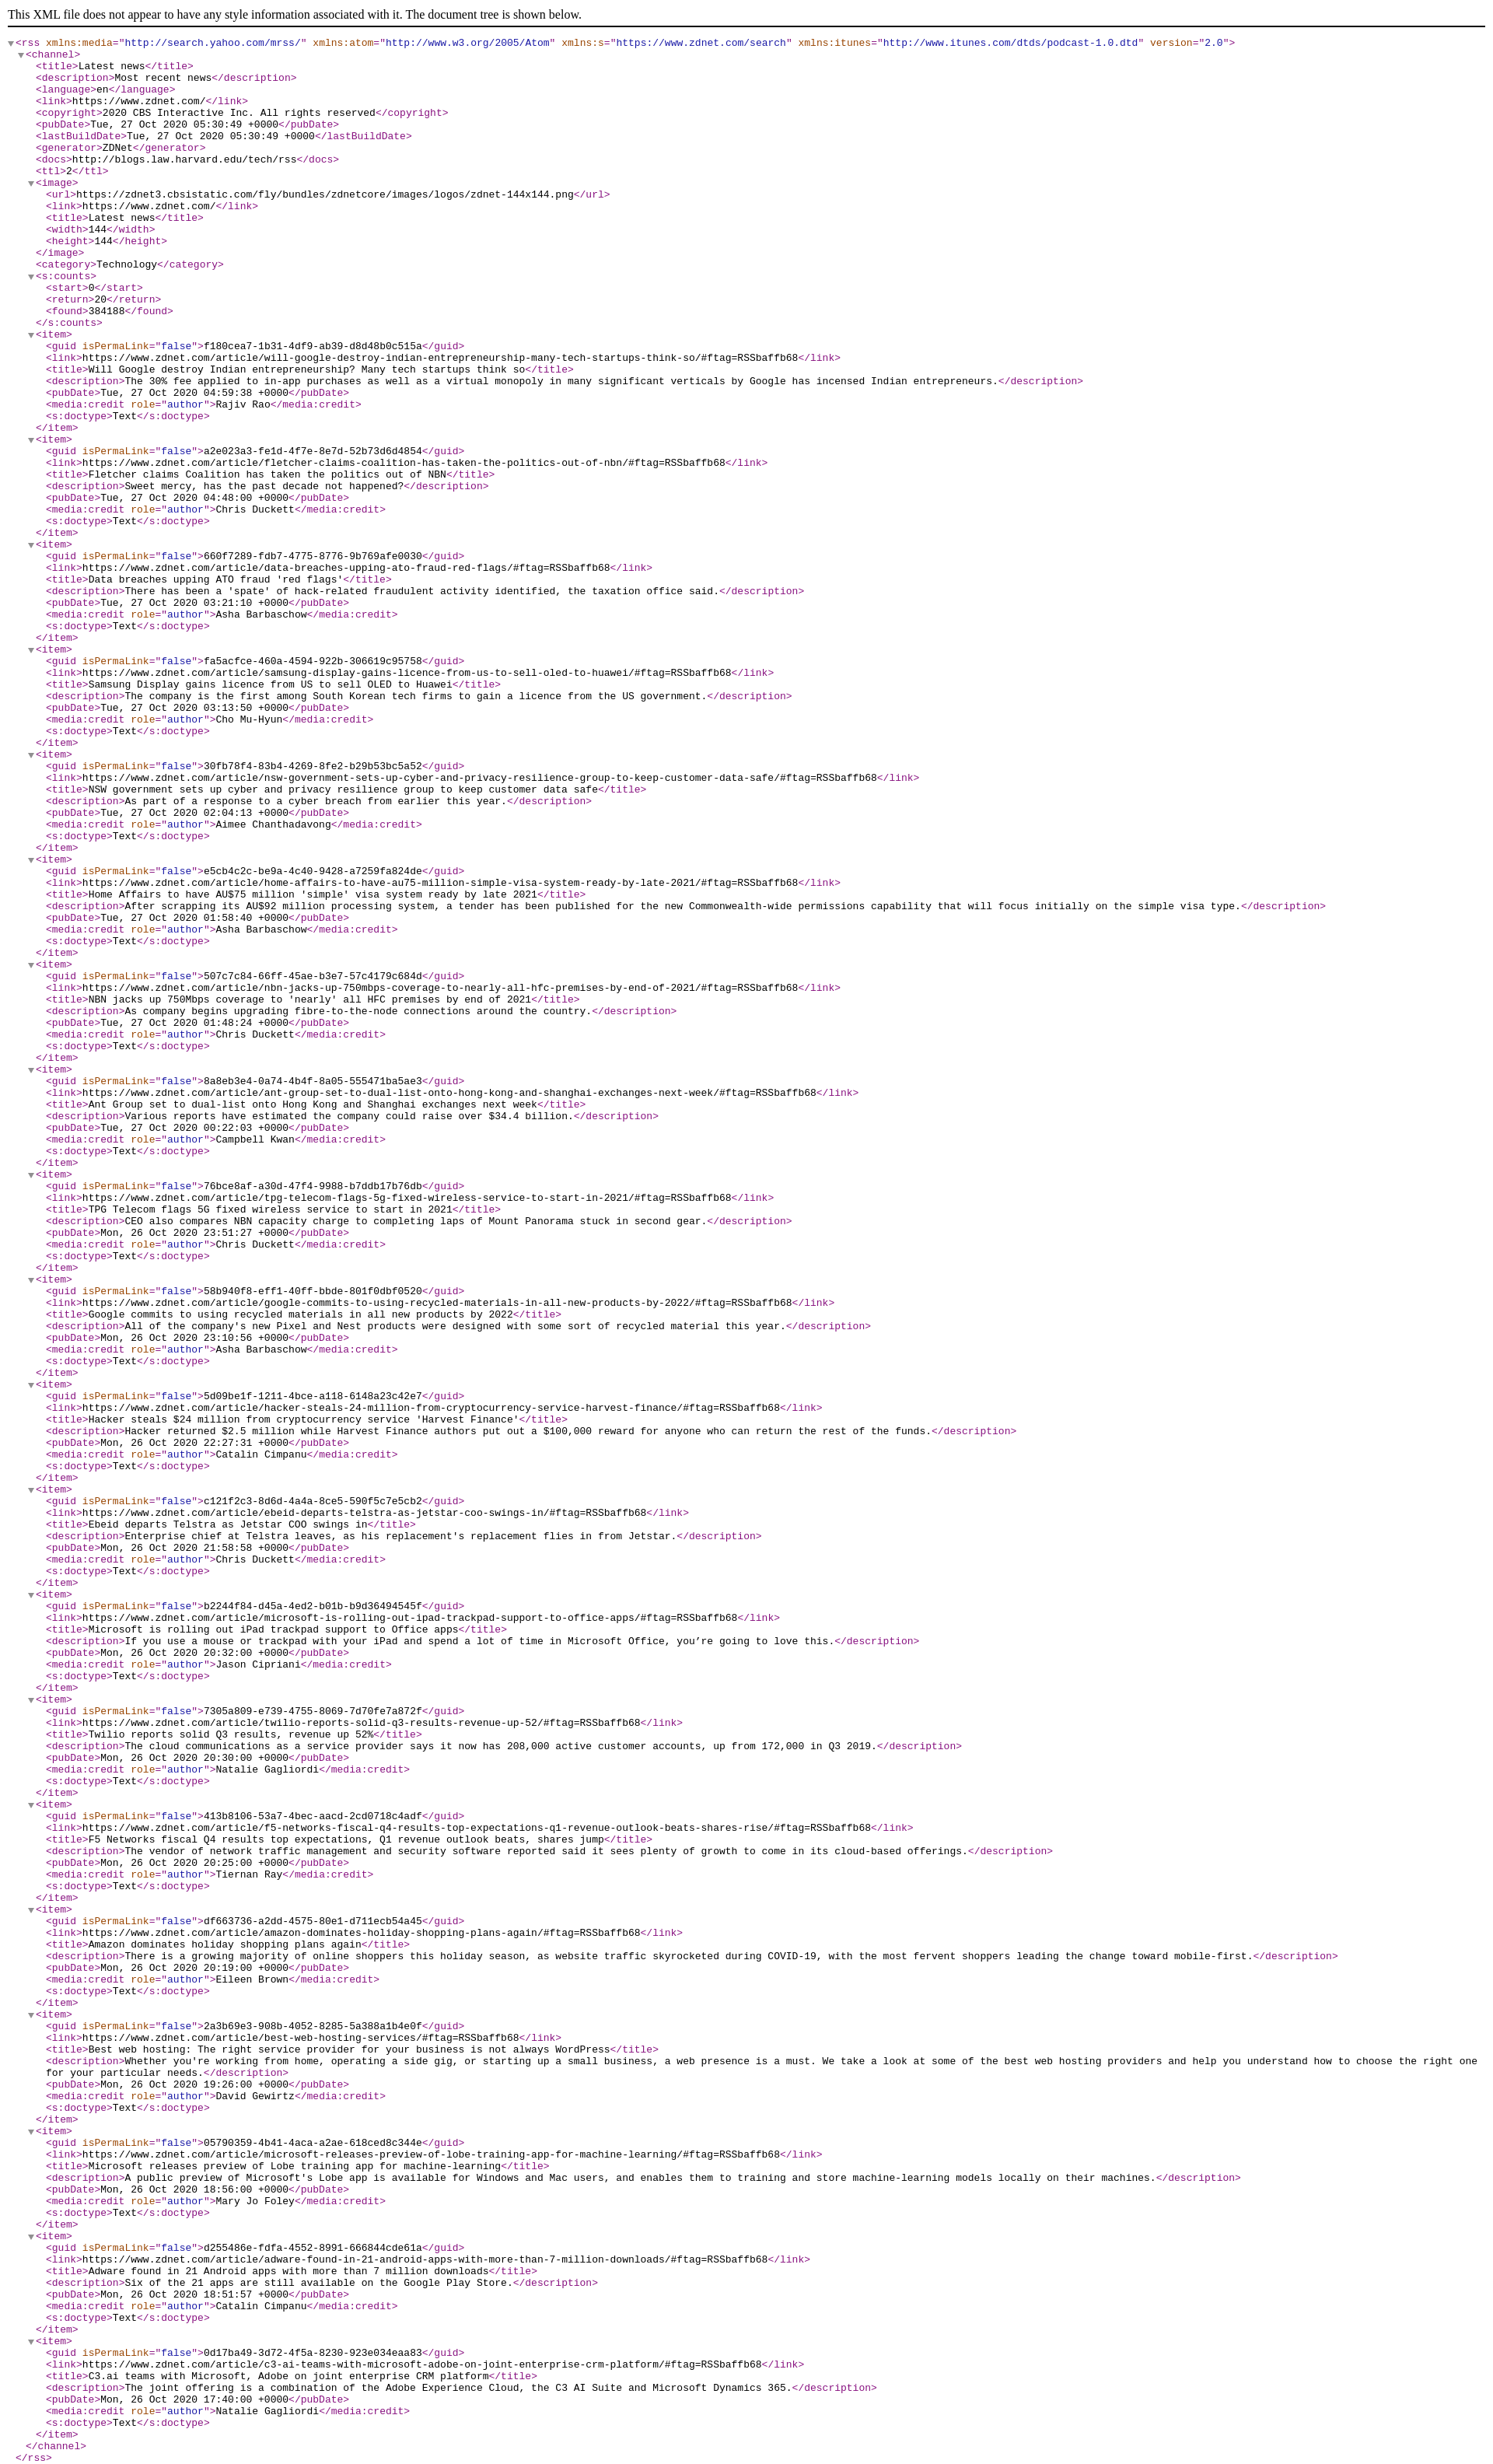 This XML file does not appear to have any style information associated with it. The document tree is shown below.
<rss xmlns:media="http://search.yahoo.com/mrss/" xmlns:atom="http://www.w3.org/2005/Atom" xmlns:s="https://www.zdnet.com/search" xmlns:itunes="http://www.itunes.com/dtds/podcast-1.0.dtd" version="2.0">
<channel>
<title>Latest news</title>
<description>Most recent news</description>
<language>en</language>
<link>https://www.zdnet.com/</link>
<copyright>2020 CBS Interactive Inc. All rights reserved</copyright>
<pubDate>Tue, 27 Oct 2020 05:30:49 +0000</pubDate>
<lastBuildDate>Tue, 27 Oct 2020 05:30:49 +0000</lastBuildDate>
<generator>ZDNet</generator>
<docs>http://blogs.law.harvard.edu/tech/rss</docs>
<ttl>2</ttl>
<image>
<url>https://zdnet3.cbsistatic.com/fly/bundles/zdnetcore/images/logos/zdnet-144x144.png</url>
<link>https://www.zdnet.com/</link>
<title>Latest news</title>
<width>144</width>
<height>144</height>
</image>
<category>Technology</category>
<s:counts>
<start>0</start>
<return>20</return>
<found>384188</found>
</s:counts>
<item>
<guid isPermaLink="false">f180cea7-1b31-4df9-ab39-d8d48b0c515a</guid>
<link>https://www.zdnet.com/article/will-google-destroy-indian-entrepreneurship-many-tech-startups-think-so/#ftag=RSSbaffb68</link>
<title>Will Google destroy Indian entrepreneurship? Many tech startups think so</title>
<description>The 30% fee applied to in-app purchases as well as a virtual monopoly in many significant verticals by Google has incensed Indian entrepreneurs.</description>
<pubDate>Tue, 27 Oct 2020 04:59:38 +0000</pubDate>
<media:credit role="author">Rajiv Rao</media:credit>
<s:doctype>Text</s:doctype>
</item>
<item>
<guid isPermaLink="false">a2e023a3-fe1d-4f7e-8e7d-52b73d6d4854</guid>
<link>https://www.zdnet.com/article/fletcher-claims-coalition-has-taken-the-politics-out-of-nbn/#ftag=RSSbaffb68</link>
<title>Fletcher claims Coalition has taken the politics out of NBN</title>
<description>Sweet mercy, has the past decade not happened?</description>
<pubDate>Tue, 27 Oct 2020 04:48:00 +0000</pubDate>
<media:credit role="author">Chris Duckett</media:credit>
<s:doctype>Text</s:doctype>
</item>
<item>
<guid isPermaLink="false">660f7289-fdb7-4775-8776-9b769afe0030</guid>
<link>https://www.zdnet.com/article/data-breaches-upping-ato-fraud-red-flags/#ftag=RSSbaffb68</link>
<title>Data breaches upping ATO fraud 'red flags'</title>
<description>There has been a 'spate' of hack-related fraudulent activity identified, the taxation office said.</description>
<pubDate>Tue, 27 Oct 2020 03:21:10 +0000</pubDate>
<media:credit role="author">Asha Barbaschow</media:credit>
<s:doctype>Text</s:doctype>
</item>
<item>
<guid isPermaLink="false">fa5acfce-460a-4594-922b-306619c95758</guid>
<link>https://www.zdnet.com/article/samsung-display-gains-licence-from-us-to-sell-oled-to-huawei/#ftag=RSSbaffb68</link>
<title>Samsung Display gains licence from US to sell OLED to Huawei</title>
<description>The company is the first among South Korean tech firms to gain a licence from the US government.</description>
<pubDate>Tue, 27 Oct 2020 03:13:50 +0000</pubDate>
<media:credit role="author">Cho Mu-Hyun</media:credit>
<s:doctype>Text</s:doctype>
</item>
<item>
<guid isPermaLink="false">30fb78f4-83b4-4269-8fe2-b29b53bc5a52</guid>
<link>https://www.zdnet.com/article/nsw-government-sets-up-cyber-and-privacy-resilience-group-to-keep-customer-data-safe/#ftag=RSSbaffb68</link>
<title>NSW government sets up cyber and privacy resilience group to keep customer data safe</title>
<description>As part of a response to a cyber breach from earlier this year.</description>
<pubDate>Tue, 27 Oct 2020 02:04:13 +0000</pubDate>
<media:credit role="author">Aimee Chanthadavong</media:credit>
<s:doctype>Text</s:doctype>
</item>
<item>
<guid isPermaLink="false">e5cb4c2c-be9a-4c40-9428-a7259fa824de</guid>
<link>https://www.zdnet.com/article/home-affairs-to-have-au75-million-simple-visa-system-ready-by-late-2021/#ftag=RSSbaffb68</link>
<title>Home Affairs to have AU$75 million 'simple' visa system ready by late 2021</title>
<description>After scrapping its AU$92 million processing system, a tender has been published for the new Commonwealth-wide permissions capability that will focus initially on the simple visa type.</description>
<pubDate>Tue, 27 Oct 2020 01:58:40 +0000</pubDate>
<media:credit role="author">Asha Barbaschow</media:credit>
<s:doctype>Text</s:doctype>
</item>
<item>
<guid isPermaLink="false">507c7c84-66ff-45ae-b3e7-57c4179c684d</guid>
<link>https://www.zdnet.com/article/nbn-jacks-up-750mbps-coverage-to-nearly-all-hfc-premises-by-end-of-2021/#ftag=RSSbaffb68</link>
<title>NBN jacks up 750Mbps coverage to 'nearly' all HFC premises by end of 2021</title>
<description>As company begins upgrading fibre-to-the-node connections around the country.</description>
<pubDate>Tue, 27 Oct 2020 01:48:24 +0000</pubDate>
<media:credit role="author">Chris Duckett</media:credit>
<s:doctype>Text</s:doctype>
</item>
<item>
<guid isPermaLink="false">8a8eb3e4-0a74-4b4f-8a05-555471ba5ae3</guid>
<link>https://www.zdnet.com/article/ant-group-set-to-dual-list-onto-hong-kong-and-shanghai-exchanges-next-week/#ftag=RSSbaffb68</link>
<title>Ant Group set to dual-list onto Hong Kong and Shanghai exchanges next week</title>
<description>Various reports have estimated the company could raise over $34.4 billion.</description>
<pubDate>Tue, 27 Oct 2020 00:22:03 +0000</pubDate>
<media:credit role="author">Campbell Kwan</media:credit>
<s:doctype>Text</s:doctype>
</item>
<item>
<guid isPermaLink="false">76bce8af-a30d-47f4-9988-b7ddb17b76db</guid>
<link>https://www.zdnet.com/article/tpg-telecom-flags-5g-fixed-wireless-service-to-start-in-2021/#ftag=RSSbaffb68</link>
<title>TPG Telecom flags 5G fixed wireless service to start in 2021</title>
<description>CEO also compares NBN capacity charge to completing laps of Mount Panorama stuck in second gear.</description>
<pubDate>Mon, 26 Oct 2020 23:51:27 +0000</pubDate>
<media:credit role="author">Chris Duckett</media:credit>
<s:doctype>Text</s:doctype>
</item>
<item>
<guid isPermaLink="false">58b940f8-eff1-40ff-bbde-801f0dbf0520</guid>
<link>https://www.zdnet.com/article/google-commits-to-using-recycled-materials-in-all-new-products-by-2022/#ftag=RSSbaffb68</link>
<title>Google commits to using recycled materials in all new products by 2022</title>
<description>All of the company's new Pixel and Nest products were designed with some sort of recycled material this year.</description>
<pubDate>Mon, 26 Oct 2020 23:10:56 +0000</pubDate>
<media:credit role="author">Asha Barbaschow</media:credit>
<s:doctype>Text</s:doctype>
</item>
<item>
<guid isPermaLink="false">5d09be1f-1211-4bce-a118-6148a23c42e7</guid>
<link>https://www.zdnet.com/article/hacker-steals-24-million-from-cryptocurrency-service-harvest-finance/#ftag=RSSbaffb68</link>
<title>Hacker steals $24 million from cryptocurrency service 'Harvest Finance'</title>
<description>Hacker returned $2.5 million while Harvest Finance authors put out a $100,000 reward for anyone who can return the rest of the funds.</description>
<pubDate>Mon, 26 Oct 2020 22:27:31 +0000</pubDate>
<media:credit role="author">Catalin Cimpanu</media:credit>
<s:doctype>Text</s:doctype>
</item>
<item>
<guid isPermaLink="false">c121f2c3-8d6d-4a4a-8ce5-590f5c7e5cb2</guid>
<link>https://www.zdnet.com/article/ebeid-departs-telstra-as-jetstar-coo-swings-in/#ftag=RSSbaffb68</link>
<title>Ebeid departs Telstra as Jetstar COO swings in</title>
<description>Enterprise chief at Telstra leaves, as his replacement's replacement flies in from Jetstar.</description>
<pubDate>Mon, 26 Oct 2020 21:58:58 +0000</pubDate>
<media:credit role="author">Chris Duckett</media:credit>
<s:doctype>Text</s:doctype>
</item>
<item>
<guid isPermaLink="false">b2244f84-d45a-4ed2-b01b-b9d36494545f</guid>
<link>https://www.zdnet.com/article/microsoft-is-rolling-out-ipad-trackpad-support-to-office-apps/#ftag=RSSbaffb68</link>
<title>Microsoft is rolling out iPad trackpad support to Office apps</title>
<description>If you use a mouse or trackpad with your iPad and spend a lot of time in Microsoft Office, you’re going to love this.</description>
<pubDate>Mon, 26 Oct 2020 20:32:00 +0000</pubDate>
<media:credit role="author">Jason Cipriani</media:credit>
<s:doctype>Text</s:doctype>
</item>
<item>
<guid isPermaLink="false">7305a809-e739-4755-8069-7d70fe7a872f</guid>
<link>https://www.zdnet.com/article/twilio-reports-solid-q3-results-revenue-up-52/#ftag=RSSbaffb68</link>
<title>Twilio reports solid Q3 results, revenue up 52%</title>
<description>The cloud communications as a service provider says it now has 208,000 active customer accounts, up from 172,000 in Q3 2019.</description>
<pubDate>Mon, 26 Oct 2020 20:30:00 +0000</pubDate>
<media:credit role="author">Natalie Gagliordi</media:credit>
<s:doctype>Text</s:doctype>
</item>
<item>
<guid isPermaLink="false">413b8106-53a7-4bec-aacd-2cd0718c4adf</guid>
<link>https://www.zdnet.com/article/f5-networks-fiscal-q4-results-top-expectations-q1-revenue-outlook-beats-shares-rise/#ftag=RSSbaffb68</link>
<title>F5 Networks fiscal Q4 results top expectations, Q1 revenue outlook beats, shares jump</title>
<description>The vendor of network traffic management and security software reported said it sees plenty of growth to come in its cloud-based offerings.</description>
<pubDate>Mon, 26 Oct 2020 20:25:00 +0000</pubDate>
<media:credit role="author">Tiernan Ray</media:credit>
<s:doctype>Text</s:doctype>
</item>
<item>
<guid isPermaLink="false">df663736-a2dd-4575-80e1-d711ecb54a45</guid>
<link>https://www.zdnet.com/article/amazon-dominates-holiday-shopping-plans-again/#ftag=RSSbaffb68</link>
<title>Amazon dominates holiday shopping plans again</title>
<description>There is a growing majority of online shoppers this holiday season, as website traffic skyrocketed during COVID-19, with the most fervent shoppers leading the change toward mobile-first.</description>
<pubDate>Mon, 26 Oct 2020 20:19:00 +0000</pubDate>
<media:credit role="author">Eileen Brown</media:credit>
<s:doctype>Text</s:doctype>
</item>
<item>
<guid isPermaLink="false">2a3b69e3-908b-4052-8285-5a388a1b4e0f</guid>
<link>https://www.zdnet.com/article/best-web-hosting-services/#ftag=RSSbaffb68</link>
<title>Best web hosting: The right service provider for your business is not always WordPress</title>
<description>Whether you're working from home, operating a side gig, or starting up a small business, a web presence is a must. We take a look at some of the best web hosting providers and help you understand how to choose the right one
for your particular needs.</description>
<pubDate>Mon, 26 Oct 2020 19:26:00 +0000</pubDate>
<media:credit role="author">David Gewirtz</media:credit>
<s:doctype>Text</s:doctype>
</item>
<item>
<guid isPermaLink="false">05790359-4b41-4aca-a2ae-618ced8c344e</guid>
<link>https://www.zdnet.com/article/microsoft-releases-preview-of-lobe-training-app-for-machine-learning/#ftag=RSSbaffb68</link>
<title>Microsoft releases preview of Lobe training app for machine-learning</title>
<description>A public preview of Microsoft's Lobe app is available for Windows and Mac users, and enables them to training and store machine-learning models locally on their machines.</description>
<pubDate>Mon, 26 Oct 2020 18:56:00 +0000</pubDate>
<media:credit role="author">Mary Jo Foley</media:credit>
<s:doctype>Text</s:doctype>
</item>
<item>
<guid isPermaLink="false">d255486e-fdfa-4552-8991-666844cde61a</guid>
<link>https://www.zdnet.com/article/adware-found-in-21-android-apps-with-more-than-7-million-downloads/#ftag=RSSbaffb68</link>
<title>Adware found in 21 Android apps with more than 7 million downloads</title>
<description>Six of the 21 apps are still available on the Google Play Store.</description>
<pubDate>Mon, 26 Oct 2020 18:51:57 +0000</pubDate>
<media:credit role="author">Catalin Cimpanu</media:credit>
<s:doctype>Text</s:doctype>
</item>
<item>
<guid isPermaLink="false">0d17ba49-3d72-4f5a-8230-923e034eaa83</guid>
<link>https://www.zdnet.com/article/c3-ai-teams-with-microsoft-adobe-on-joint-enterprise-crm-platform/#ftag=RSSbaffb68</link>
<title>C3.ai teams with Microsoft, Adobe on joint enterprise CRM platform</title>
<description>The joint offering is a combination of the Adobe Experience Cloud, the C3 AI Suite and Microsoft Dynamics 365.</description>
<pubDate>Mon, 26 Oct 2020 17:40:00 +0000</pubDate>
<media:credit role="author">Natalie Gagliordi</media:credit>
<s:doctype>Text</s:doctype>
</item>
</channel>
</rss>